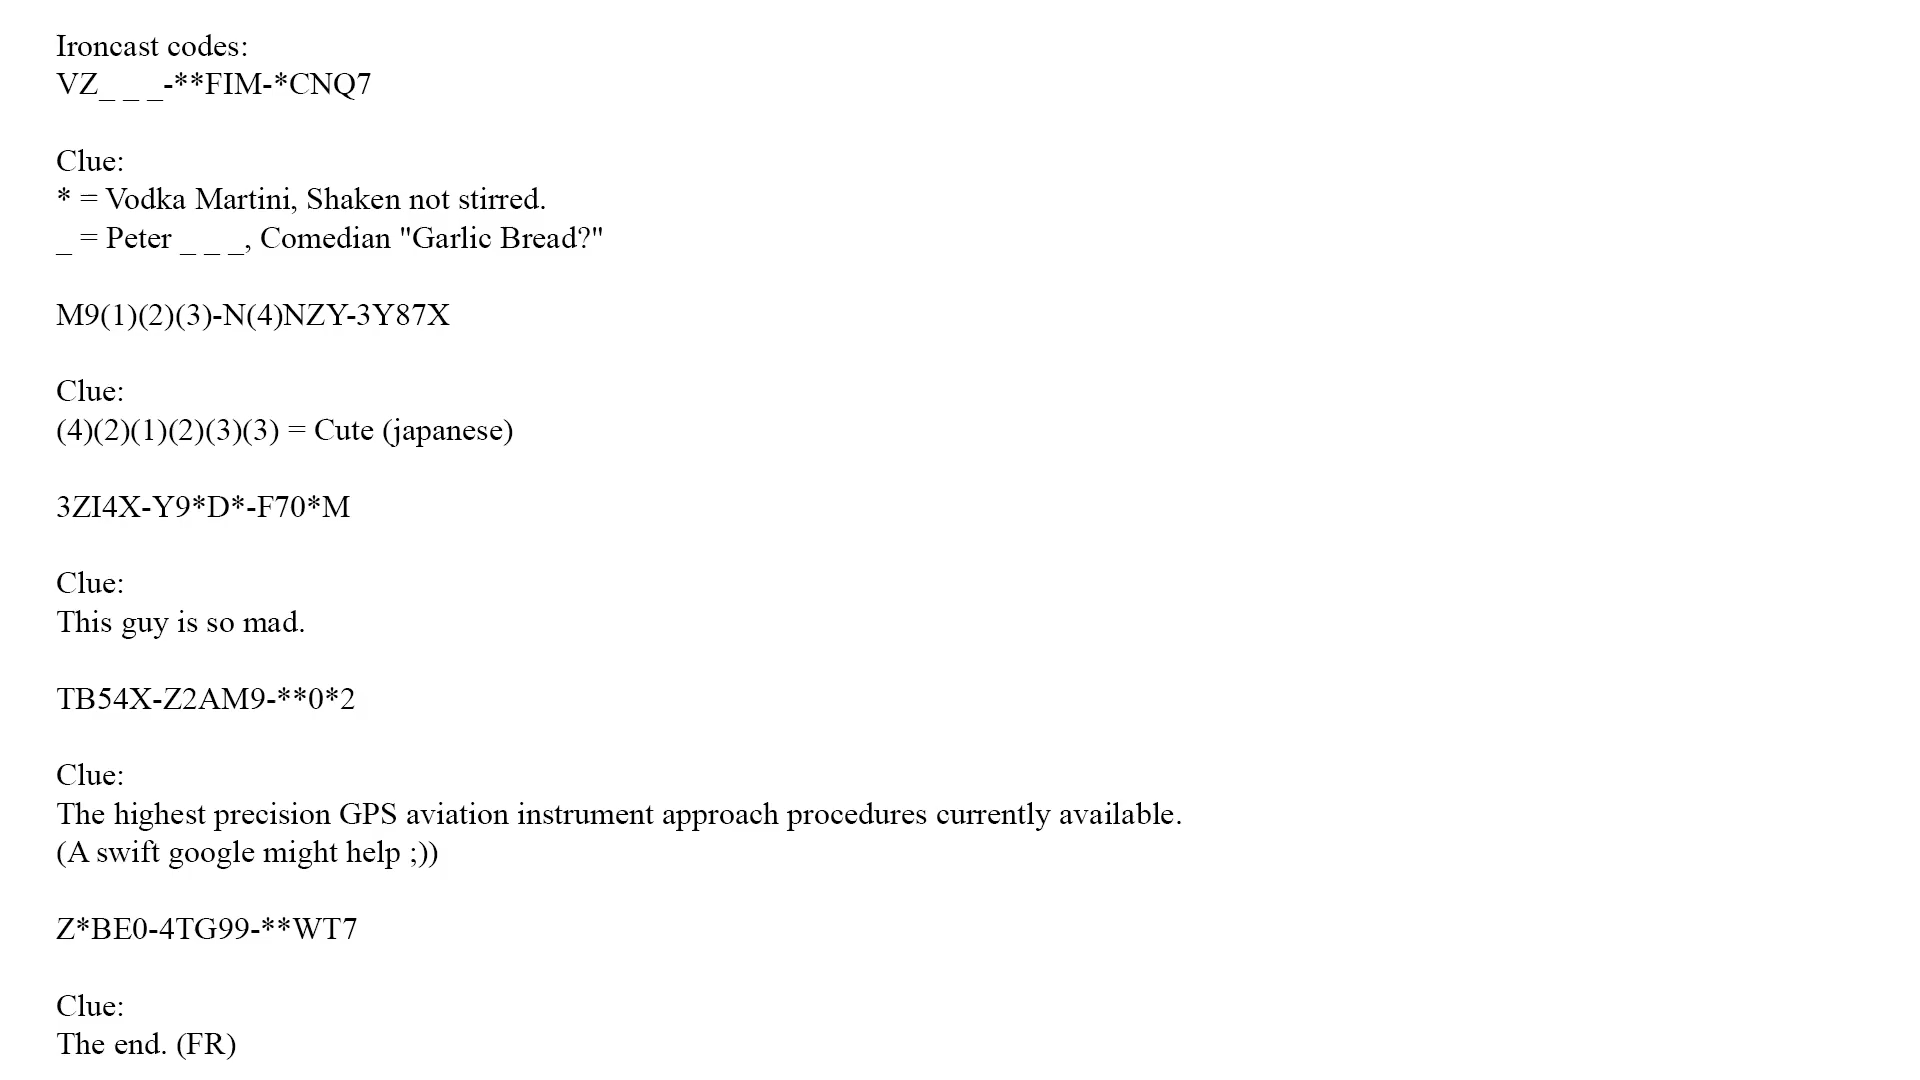 Ironcast codes:
VZ_ _ _-**FIM-*CNQ7
Clue:
* = Vodka Martini, Shaken not stirred.
_ = Peter _ _ _, Comedian "Garlic Bread?"
M9(1)(2)(3)-N(4)NZY-3Y87X
Clue:
(4)(2)(1)(2)(3)(3) = Cute (japanese)
3ZI4X-Y9*D*-F70*M
Clue:
This guy is so mad.
TB54X-Z2AM9-**0*2
Clue:
The highest precision GPS aviation instrument approach procedures currently available.
(A swift google might help ;))
Z*BE0-4TG99-**WT7
Clue:
The end. (FR)